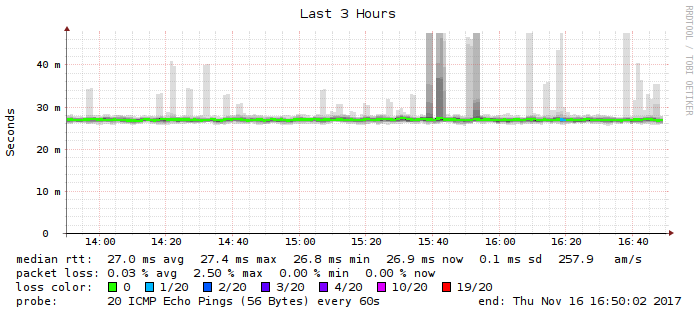 Last 3 Hours
RRDTOOL / TOBI OETIKER
Seconds
40 m
30 m
20 m
10 m
0
14:00 14:20 14:40 15:00 15:20 15:40 16:00 16:20 16:40
median rtt: 27.0 ms avg 27.4 ms max 26.8 ms min 26.9 ms now 0.1 ms sd 257.9 am/s
packet loss: 0.03 % avg 2.50 % max 0.00 % min 0.00 % now
loss color: 0 1/20 2/20 3/20 4/20 10/20 19/20
probe: 20 ICMP Echo Pings (56 Bytes) every 60s end: Thu Nov 16 16:50:02 2017